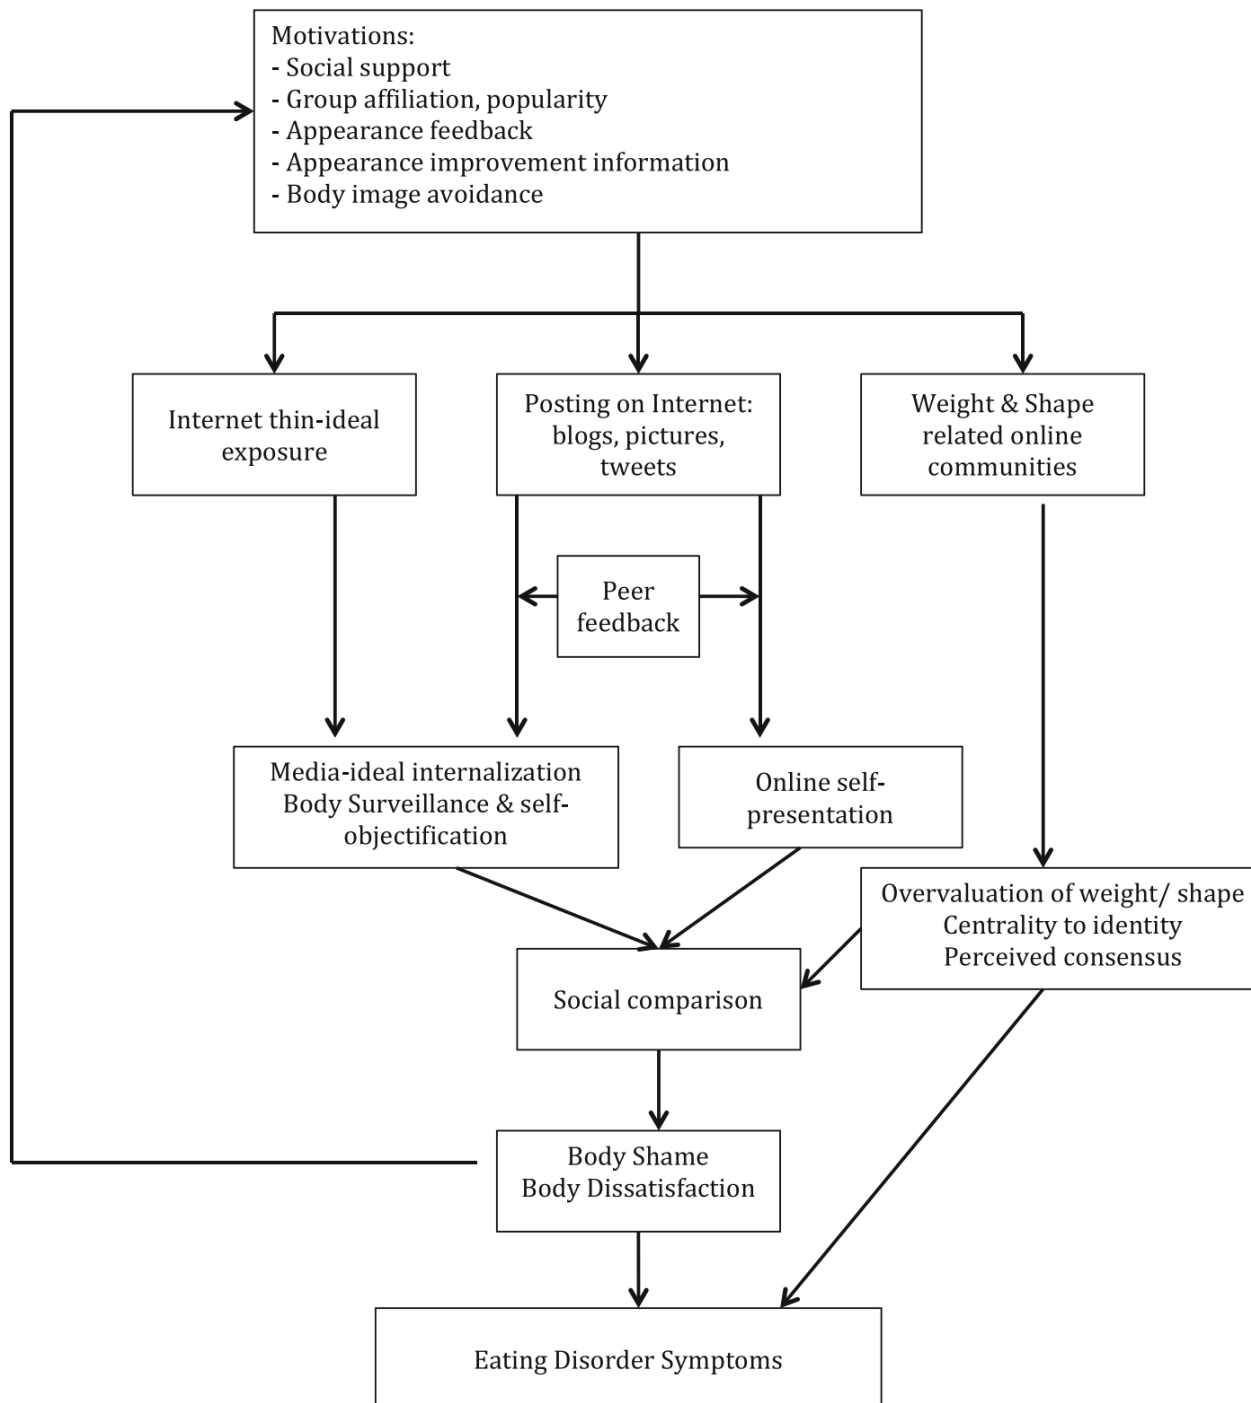 Motivations:
- Social support
- Group affiliation, popularity
- Appearance feedback
- Appearance improvement information
- Body image avoidance
Internet thin-ideal
exposure
Posting on Internet:
blogs, pictures,
tweets
Weight & Shape
related online
communities
Peer
feedback
Media-ideal internalization
Body Surveillance & self-
objectification
Online self-
presentation
Overvaluation of weight/ shape
Centrality to identity
Perceived consensus
Social comparison
Body Shame
Body Dissatisfaction
Eating Disorder Symptoms